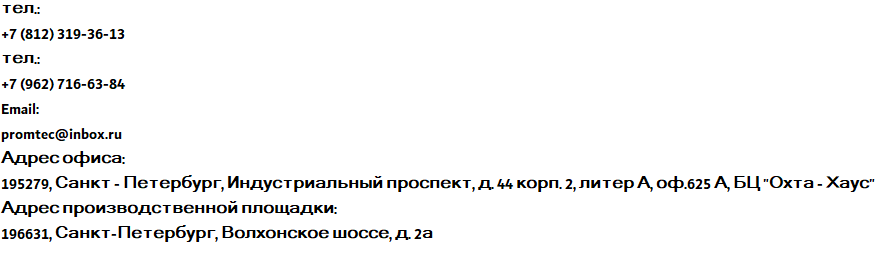 тел.:
+7 (812) 319-36-13
тел.:
+7 (962) 716-63-84
Email:
promtec@inbox.ru
Адрес офиса:
195279, Санкт - Петербург, Индустриальный проспект, д. 44 корп. 2, литер А, оф.625 А, БЦ "Охта - Хаус"
Адрес производственной площадки:
196631, Санкт-Петербург, Волхонское шоссе, д. 2а